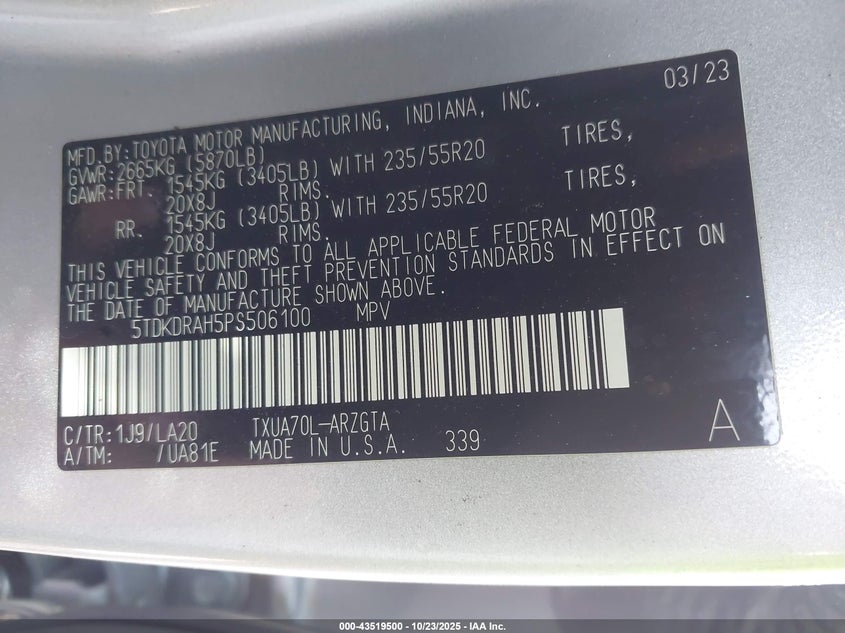 03/23
MFD.BY:TOYOTA MOTOR MANUFACTURING, INDIANA, INC.
GVWR:2665KG (5870LB)
GAWR:FRT. 1545KG (3405LB) WITH 235/55R20 TIRES,
20X8J RIMS.
RR. 1545KG (3405LB) WITH 235/55R20 TIRES,
20X8J RIMS.
THIS VEHICLE CONFORMS TO ALL APPLICABLE FEDERAL MOTOR
VEHICLE SAFETY AND THEFT PREVENTION STANDARDS IN EFFECT ON
THE DATE OF MANUFACTURE SHOWN ABOVE.
5TDKDRAH5PS506100 MPV
C/TR:1J9/LA20 TXUA70L-ARZGTA
A/TM: /UA81E MADE IN U.S.A. 339
A
000-43519500 • 10/23/2025 - IAA Inc.